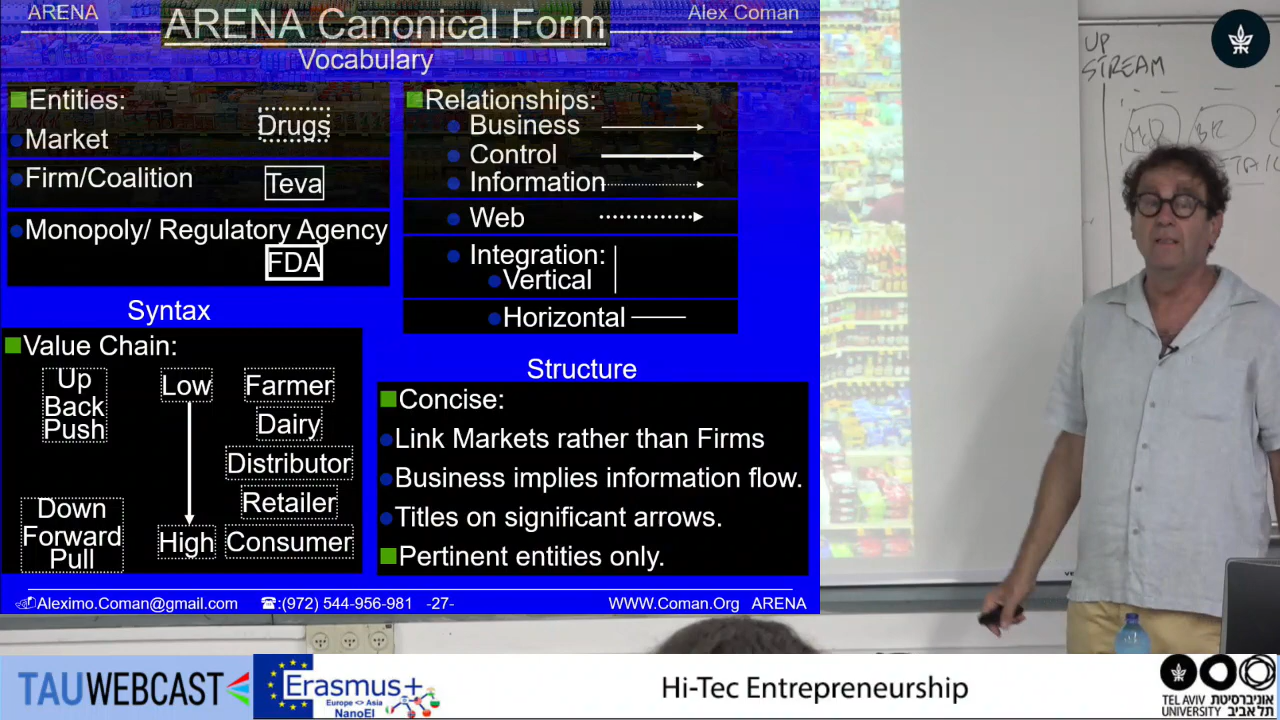 ARENA
ARENA Canonical Form
Alex Coman
Vocabulary
Entities:
Market
Drugs
Firm/Coalition
Teva
Monopoly/ Regulatory Agency
FDA
Relationships:
Business
Control
Information
Web
Integration:
Vertical
Horizontal
Syntax
Value Chain:
Up
Back
Push
Low
Farmer
Dairy
Distributor
Retailer
Down
Forward
Pull
High
Consumer
Structure
Concise:
Link Markets rather than Firms
Business implies information flow.
Titles on significant arrows.
Pertinent entities only.
Aleximo.Coman@gmail.com
☎:(972) 544-956-981
-27-
WWW.Coman.Org ARENA
UP
STREAM
TAUWEBCAST
Erasmus+
Europe <> Asia
NanoEl
Hi-Tec Entrepreneurship
TEL AVIV אוניברסיטת
UNIVERSITY תל אביב